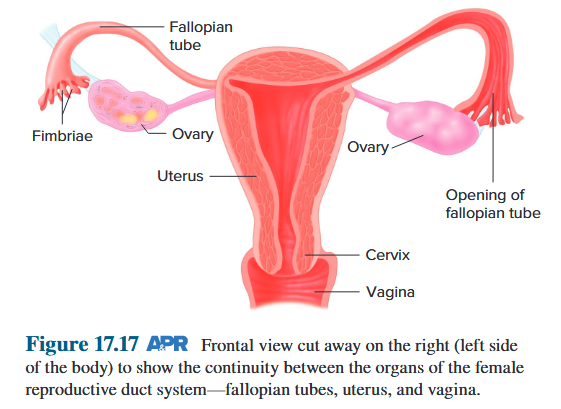 Fallopian
tube
Fimbriae
Ovary
Ovary
Uterus
Opening of
fallopian tube
Cervix
Vagina
Figure 17.17 A&PR Frontal view cut away on the right (left side
of the body) to show the continuity between the organs of the female
reproductive duct system—fallopian tubes, uterus, and vagina.